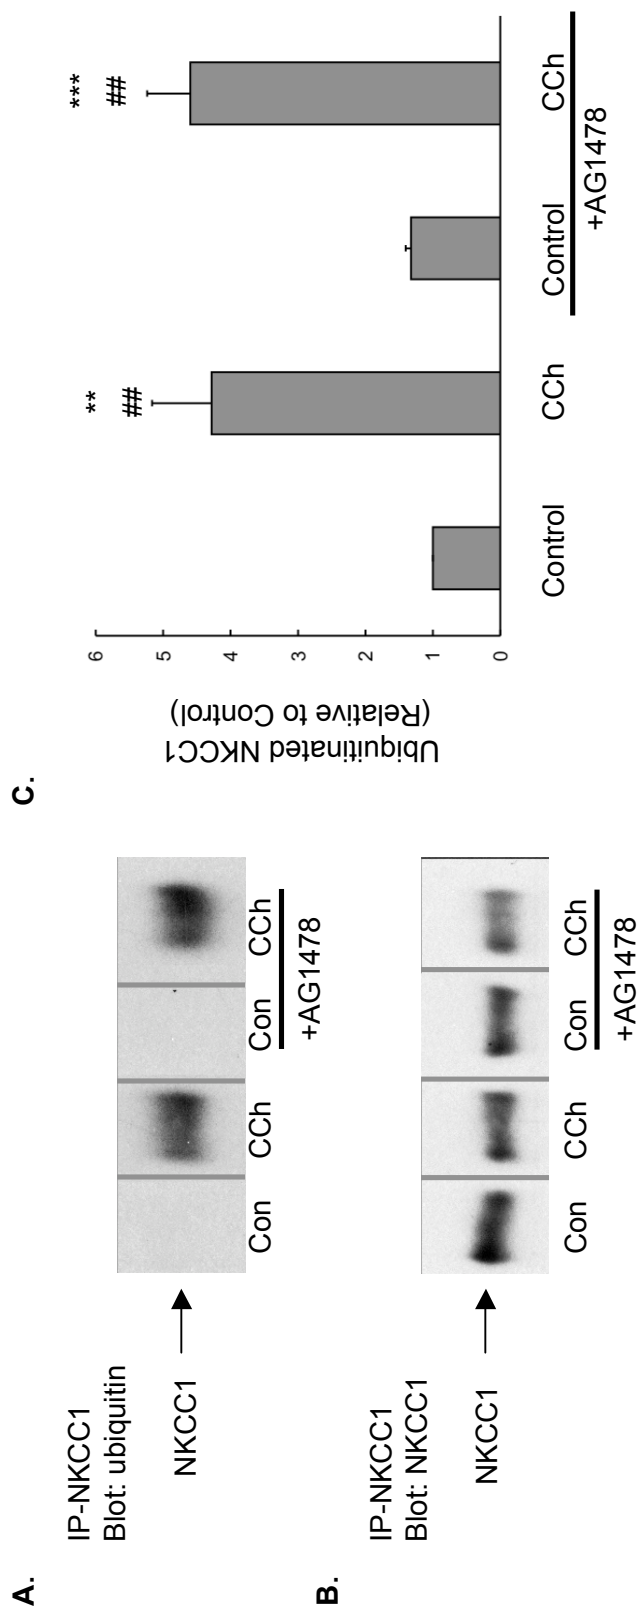 A.
IP-NKCC1
Blot: ubiquitin
NKCC1
Con CCh Con CCh
+AG1478
B.
IP-NKCC1
Blot: NKCC1
NKCC1
Con CCh Con CCh
+AG1478
C.
Ubiquitinated NKCC1
(Relative to Control)
6
5
4
3
2
1
0
** ***
## ##
Control CCh Control CCh
+AG1478